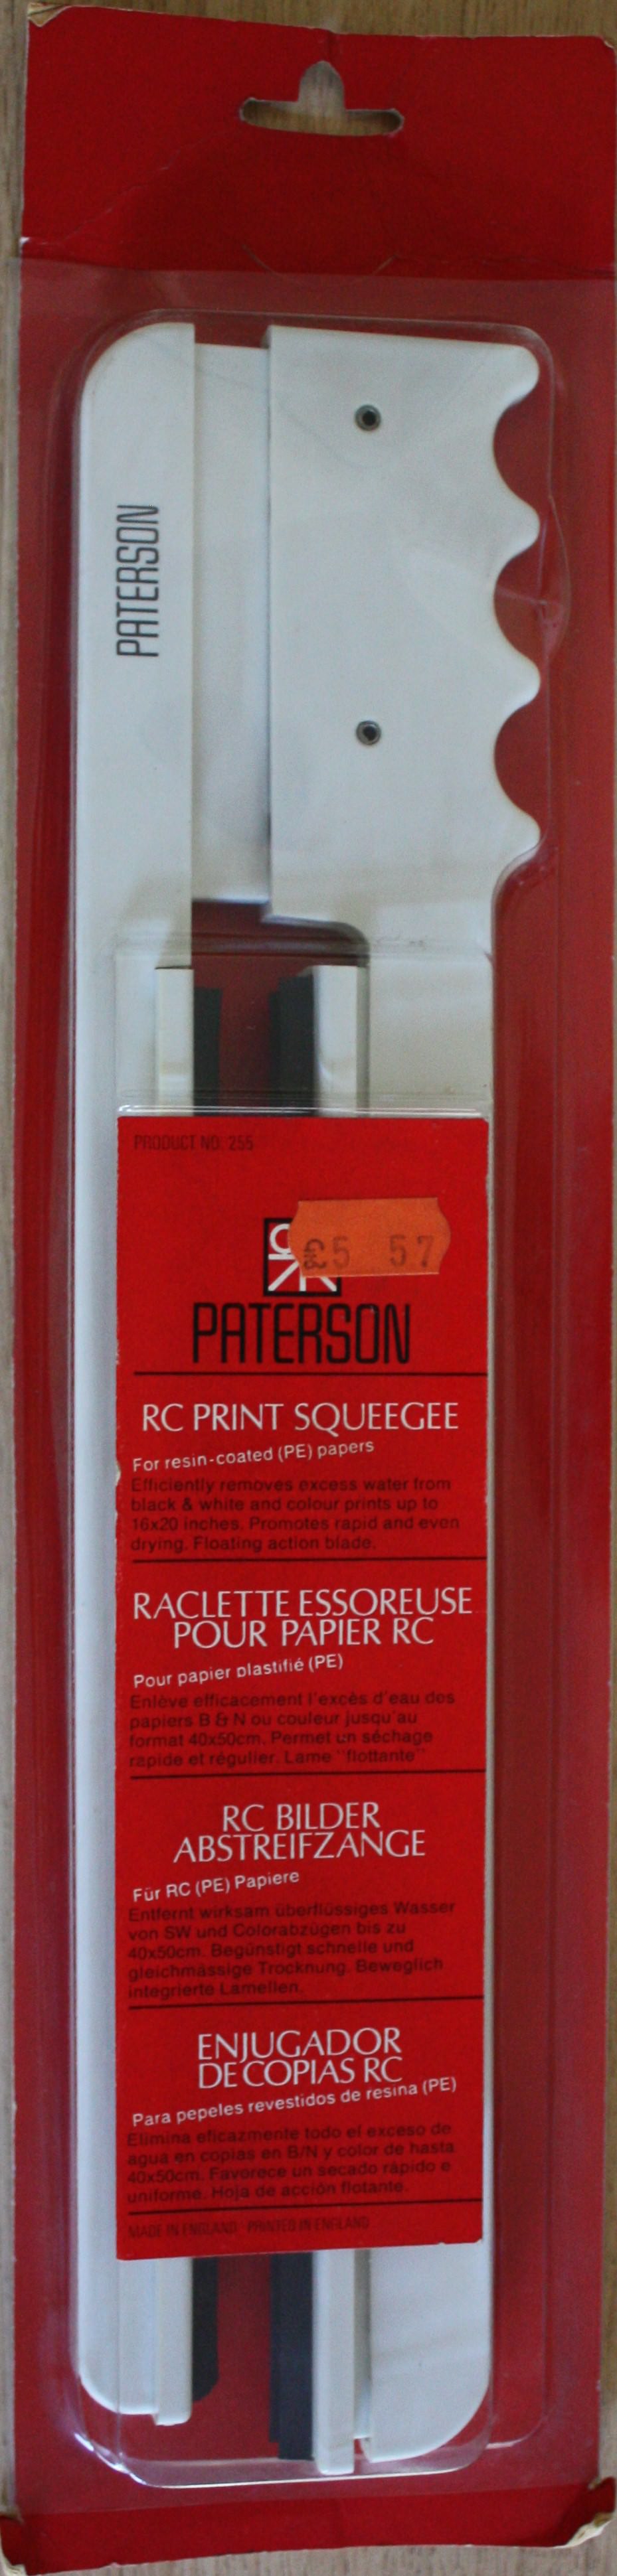 PATERSON
PRODUCT NO: 255
£5 57
PATERSON
RC PRINT SQUEEGEE
For resin-coated (PE) papers
Efficiently removes excess water from
black & white and colour prints up to
16x20 inches. Promotes rapid and even
drying. Floating action blade.
RACLETTE ESSOREUSE
POUR PAPIER RC
Pour papier plastifié (PE)
Enlève efficacement l'excès d'eau des
papiers B & N ou couleur jusqu'au
format 40x50cm. Permet un séchage
rapide et régulier. Lame "flottante"
RC BILDER
ABSTREIFZANGE
Für RC (PE) Papiere
Entfernt wirksam überflüssiges Wasser
von SW und Colorabzügen bis zu
40x50cm. Begünstigt schnelle und
gleichmässige Trocknung. Beweglich
integrierte Lamellen.
ENJUGADOR
DE COPIAS RC
Para pepeles revestidos de resina (PE)
Elimina eficazmente todo el exceso de
agua en copias en B/N y color de hasta
40x50cm. Favorece un secado rápido e
uniforme. Hoja de acción flotante.
MADE IN ENGLAND PRINTED IN ENGLAND